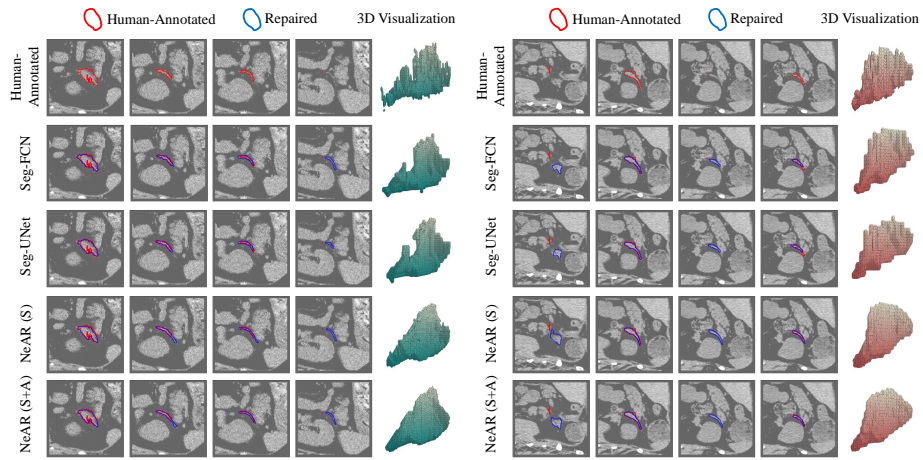 Human-Annotated Repaired 3D Visualization
Human-
Annotated
Seg-FCN
Seg-UNet
NeAR (S)
NeAR (S+A)
Human-Annotated Repaired 3D Visualization
Human-
Annotated
Seg-FCN
Seg-UNet
NeAR (S)
NeAR (S+A)